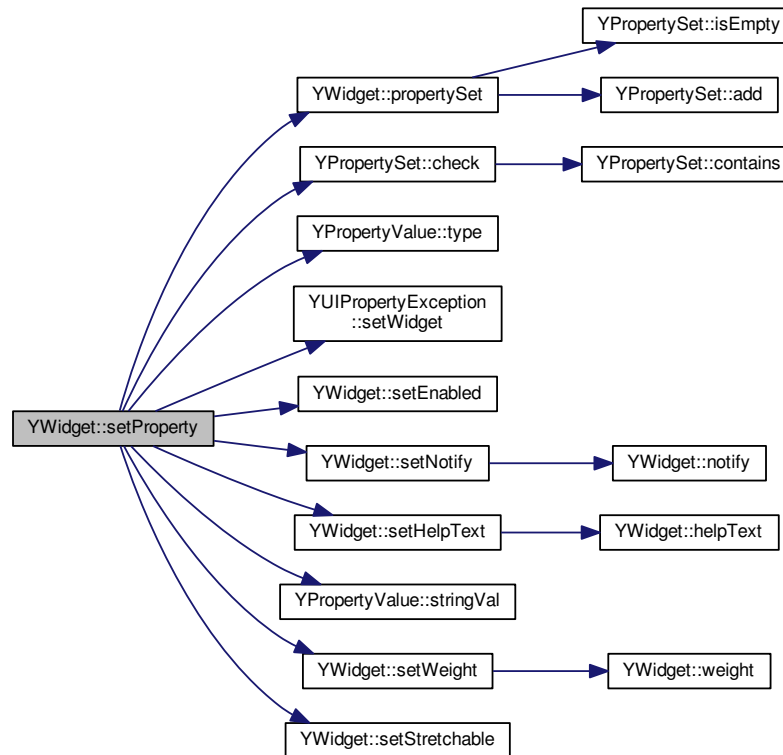 YPropertySet::isEmpty
YWidget::propertySet
YPropertySet::add
YPropertySet::check
YPropertySet::contains
YPropertyValue::type
YUIPropertyException
::setWidget
YWidget::setEnabled
YWidget::setProperty
YWidget::setNotify
YWidget::notify
YWidget::setHelpText
YWidget::helpText
YPropertyValue::stringVal
YWidget::setWeight
YWidget::weight
YWidget::setStretchable